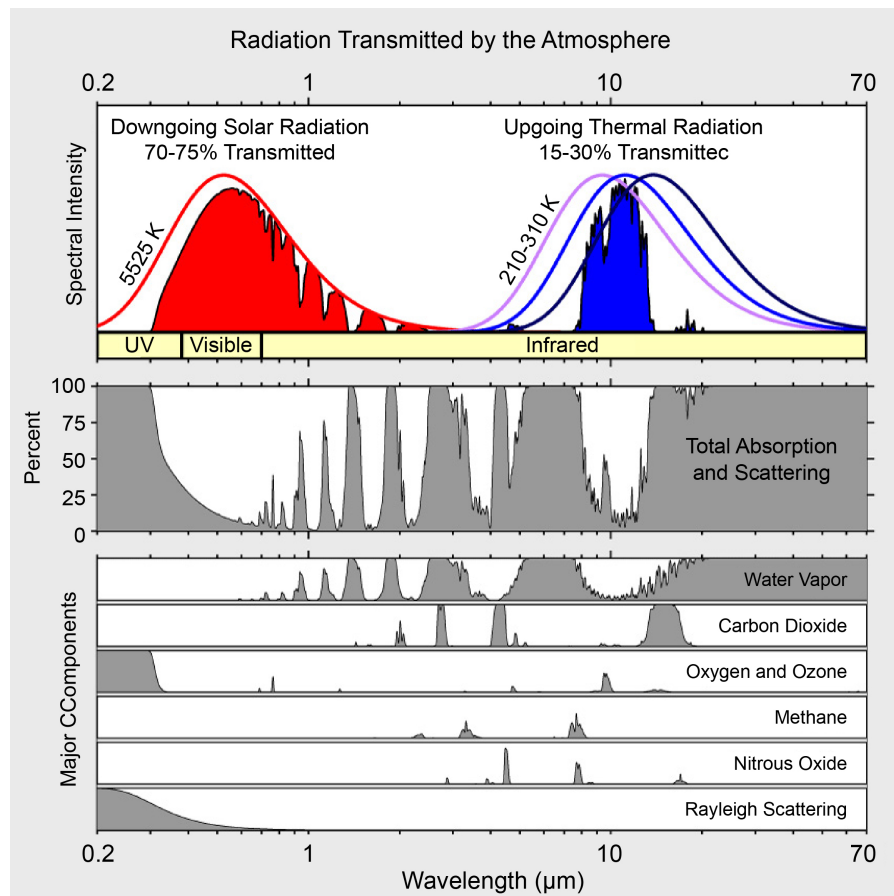 Radiation Transmitted by the Atmosphere
0.2 1 10 70
Spectral Intensity
Downgoing Solar Radiation
70-75% Transmitted
Upgoing Thermal Radiation
15-30% Transmittec
5525 K
210-310 K
UV Visible Infrared
Percent
100
75
50
25
0
Total Absorption
and Scattering
Major CComponents
Water Vapor
Carbon Dioxide
Oxygen and Ozone
Methane
Nitrous Oxide
Rayleigh Scattering
0.2 1 10 70
Wavelength (μm)